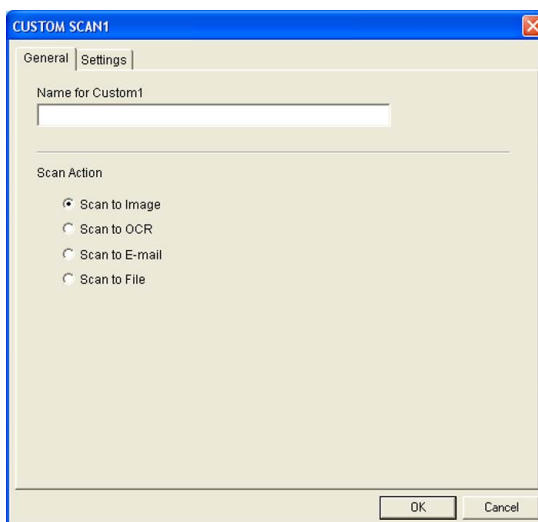 CUSTOM SCAN1
General Settings
Name for Custom1
Scan Action
Scan to Image
Scan to OCR
Scan to E-mail
Scan to File
OK Cancel